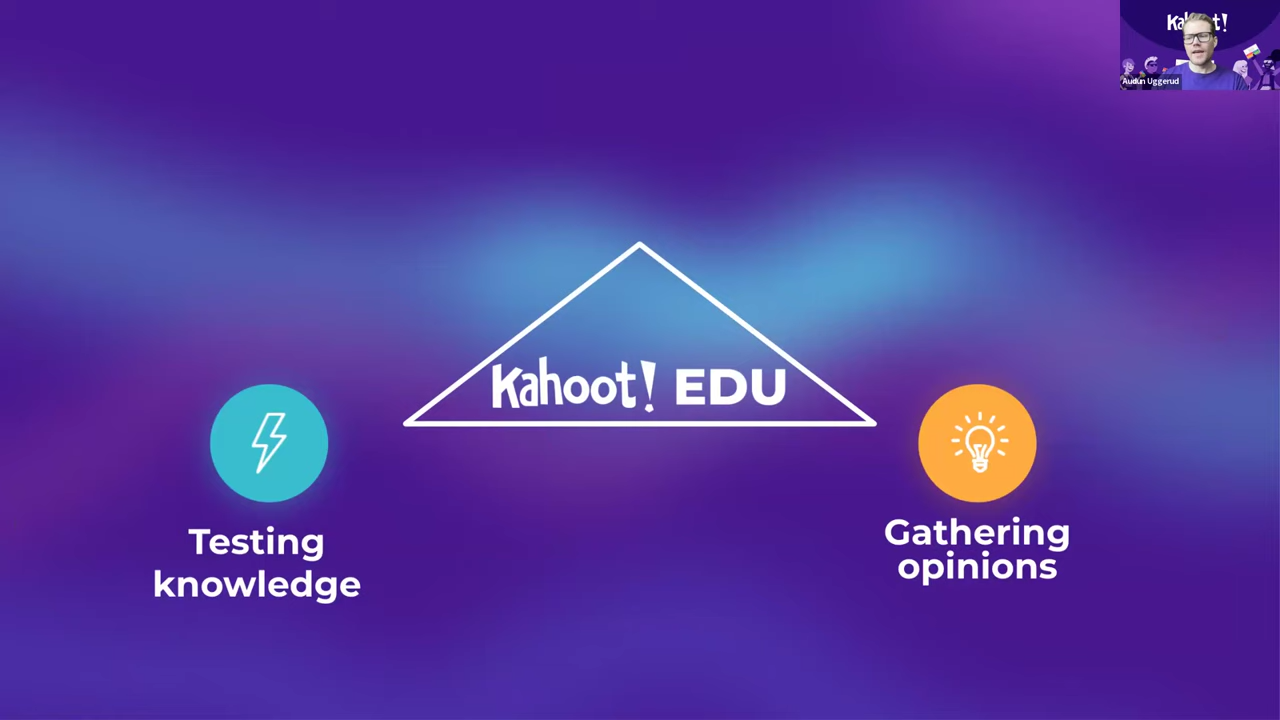 Kahoot!
Audun Uggerud
Kahoot! EDU
Testing
knowledge
Gathering
opinions